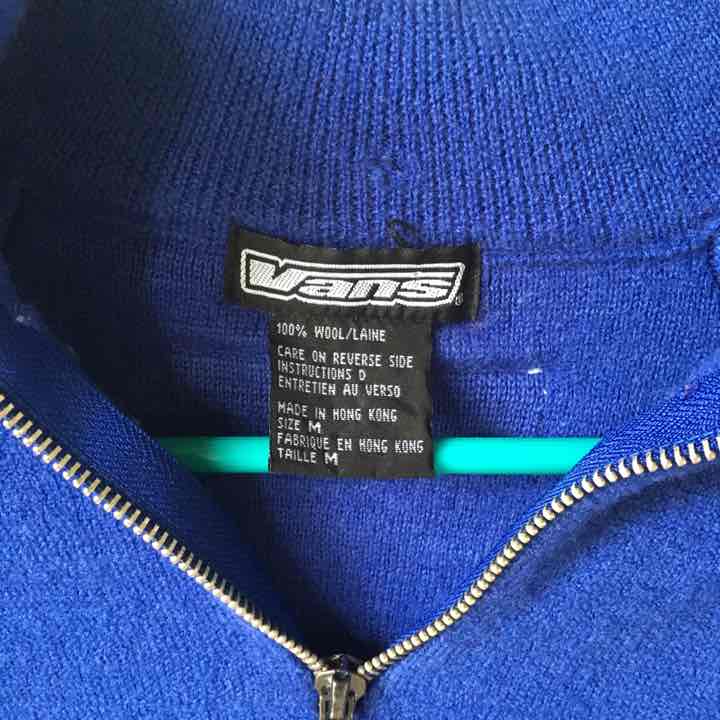 Vans
100% WOOL/LAINE
CARE ON REVERSE SIDE
INSTRUCTIONS D
ENTRETIEN AU VERSO
MADE IN HONG KONG
SIZE M
FABRIQUE EN HONG KONG
TAILLE M